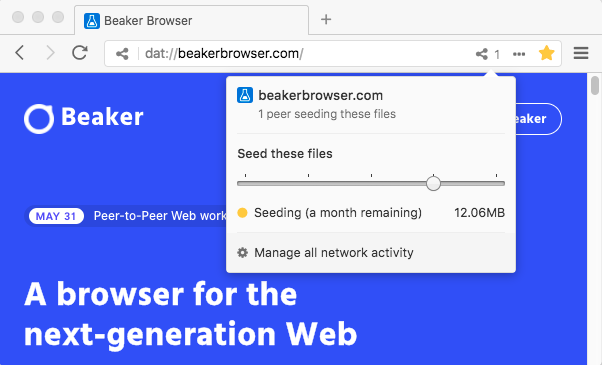 Beaker Browser
dat://beakerbrowser.com/
1
beakerbrowser.com
1 peer seeding these files
Beaker
eaker
Seed these files
MAY 31
Peer-to-Peer Web work
Seeding (a month remaining)
12.06MB
Manage all network activity
A browser for the
next-generation Web